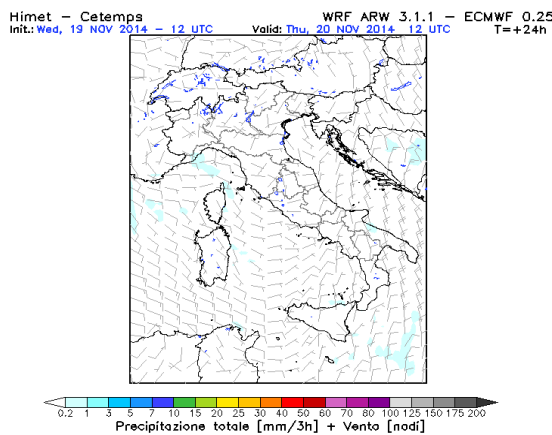 Himet - Cetemps WRF ARW 3.1.1 - ECMWF 0.25
Init.: Wed, 19 NOV 2014 - 12 UTC Valid: Thu, 20 NOV 2014 12 UTC T=+24h
0.2 1 3 5 7 10 15 20 25 30 40 50 60 70 80 100 125 150 175 200
Precipitazione totale [mm/3h] + Vento [nodi]